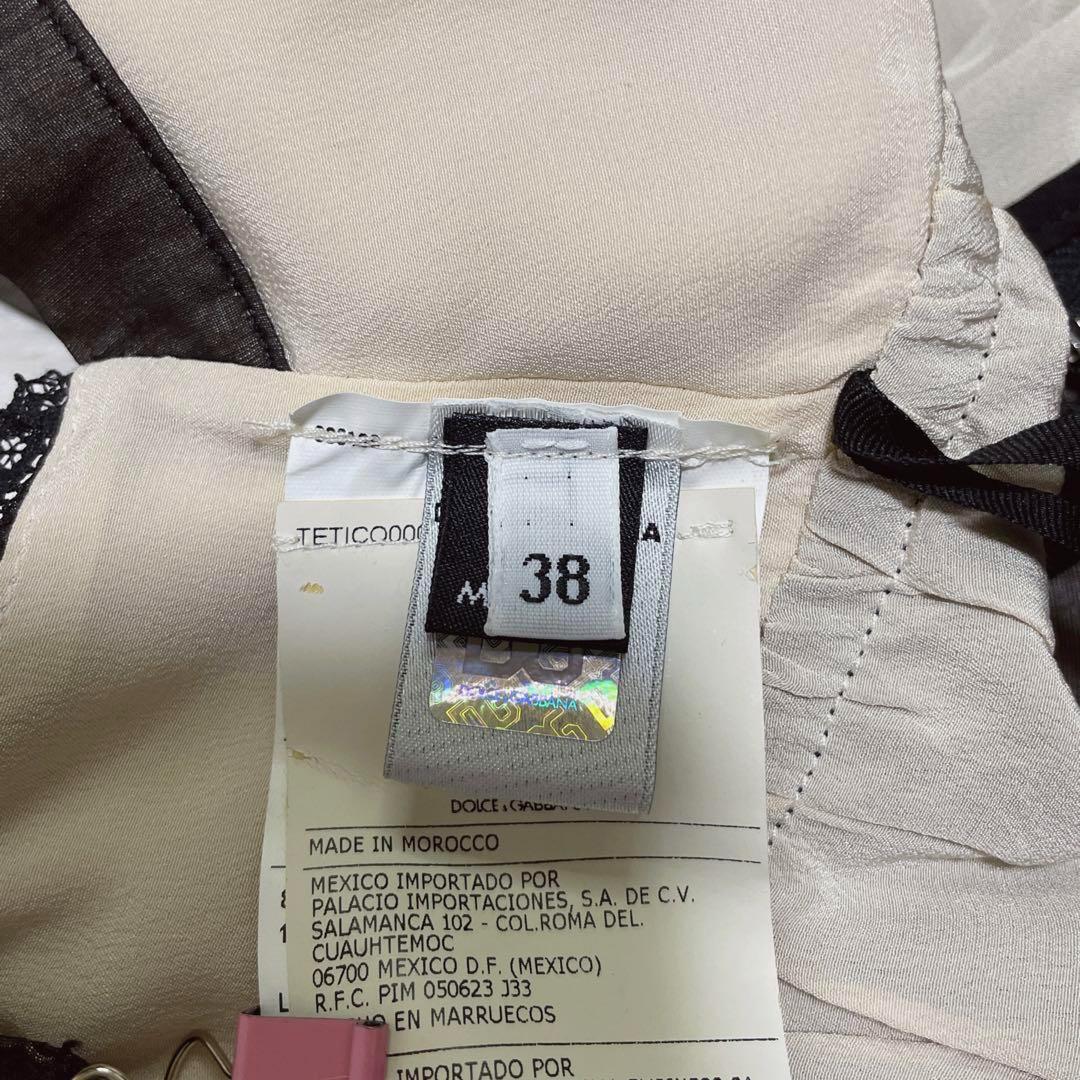 TETICO000
A
38
DOLCE&GABBANA
MADE IN MOROCCO
MEXICO IMPORTADO POR
PALACIO IMPORTACIONES, S.A. DE C.V.
SALAMANCA 102 - COL.ROMA DEL.
CUAUHTEMOC
06700 MEXICO D.F. (MEXICO)
R.F.C. PIM 050623 J33
EN MARRUECOS
IMPORTADO POR